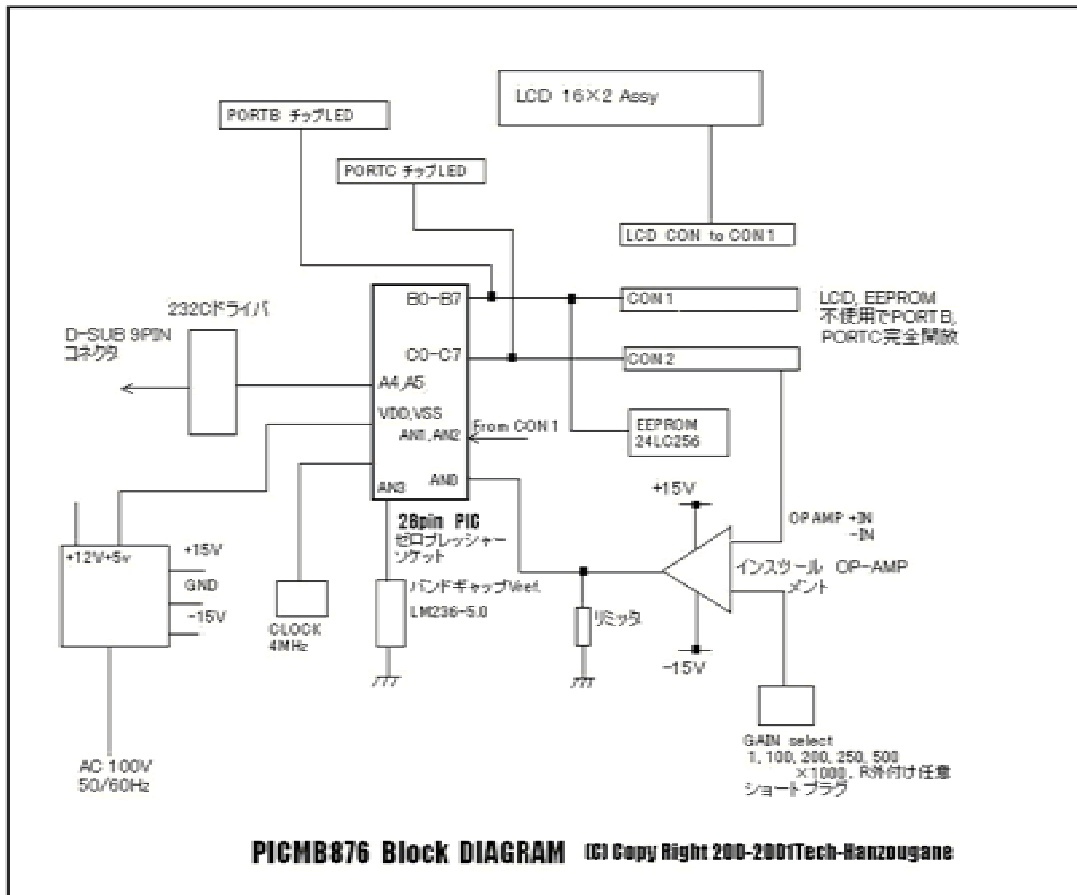 LCD 16×2 Assy
PORTB チップLED
PORTC チップLED
LCD CON to CON1
232Cドライバ
D-SUB 9PIN
コネクタ
B0-B7
CON1
LCD, EEPROM
不使用でPORTB,
PORTC完全開放
C0-C7
CON2
A4,A5
VDD,VSS
AN1,AN2
From CON1
EEPROM
24LC256
AN3
AN0
+15V
OPAMP +IN
-IN
28pin PIC
ゼロプレッシャー
ソケット
+12V+5v
+15V
GND
-15V
バンドギャップVref.
LM236-5.0
インスツール OP-AMP
メント
CLOCK
4MHz
リミッタ
-15V
GAIN select
1, 100, 200, 250, 500
×1000, R外付け任意
ショートプラグ
AC 100V
50/60Hz
PICMB876 Block DIAGRAM (C) Copy Right 200-2001Tech-Hanzougane